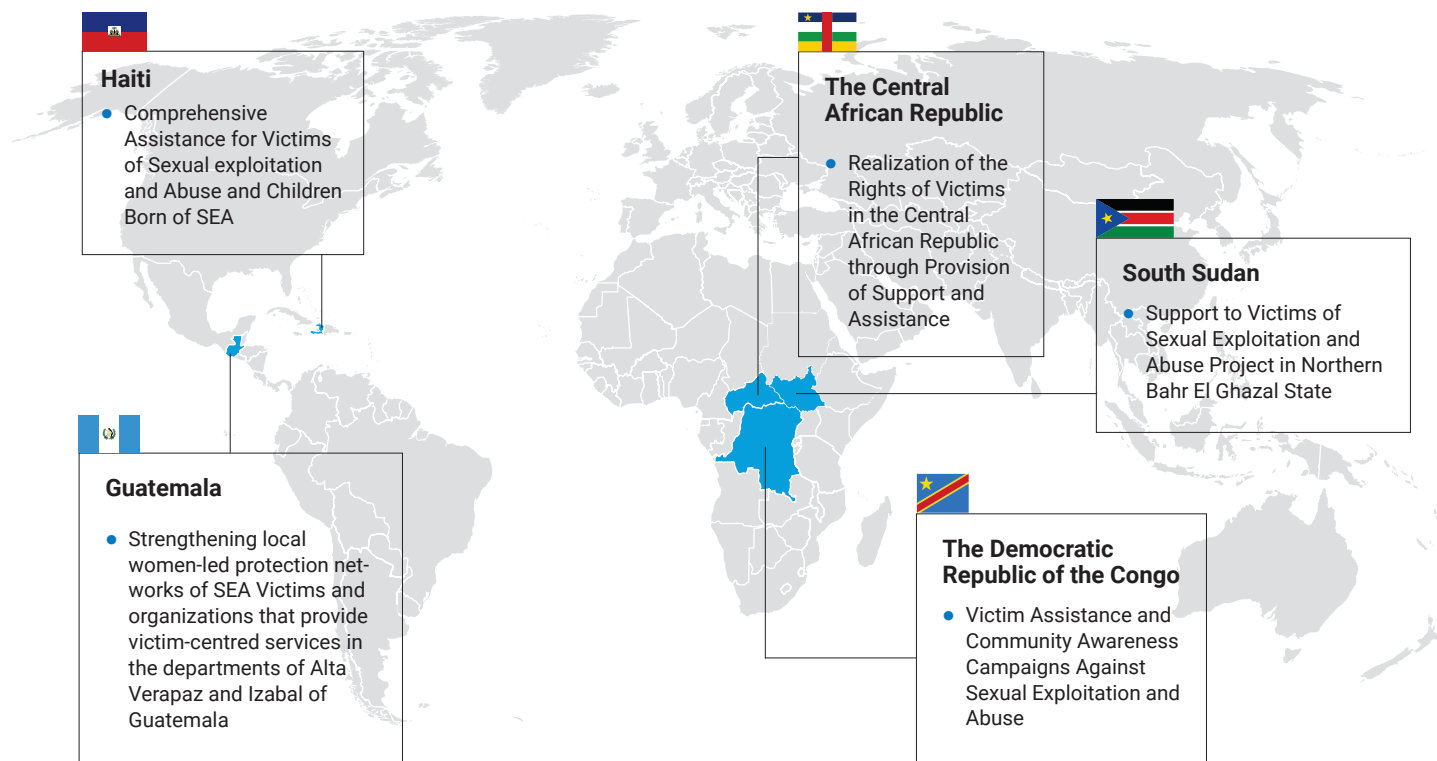 Haiti
● Comprehensive
Assistance for Victims
of Sexual exploitation
and Abuse and Children
Born of SEA
The Central
African Republic
● Realization of the
Rights of Victims
in the Central
African Republic
through Provision
of Support and
Assistance
South Sudan
● Support to Victims of
Sexual Exploitation and
Abuse Project in Northern
Bahr El Ghazal State
Guatemala
● Strengthening local
women-led protection net-
works of SEA Victims and
organizations that provide
victim-centred services in
the departments of Alta
Verapaz and Izabal of
Guatemala
The Democratic
Republic of the Congo
● Victim Assistance and
Community Awareness
Campaigns Against
Sexual Exploitation and
Abuse